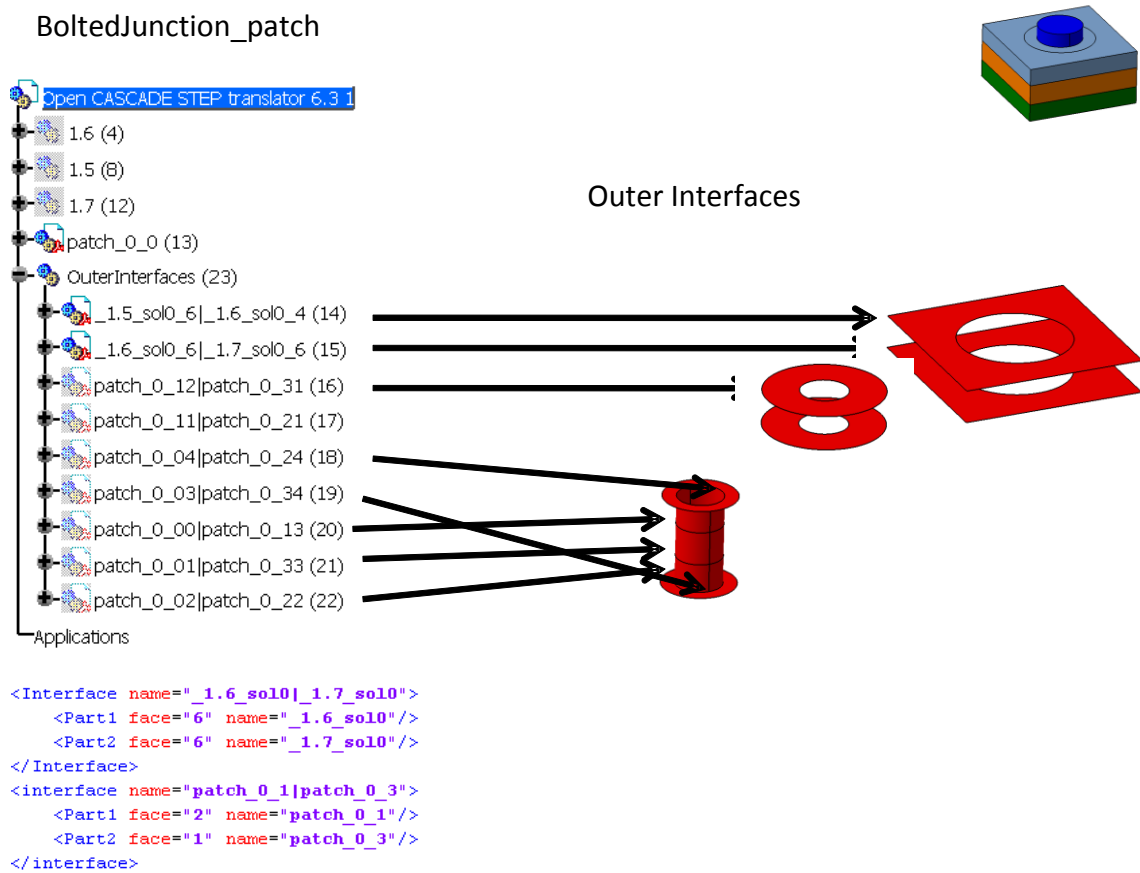 BoltedJunction_patch
Open CASCADE STEP translator 6.3 1
1.6 (4)
1.5 (8)
1.7 (12)
Outer Interfaces
patch_0_0 (13)
OuterInterfaces (23)
_1.5_sol0_6|_1.6_sol0_4 (14)
_1.6_sol0_6|_1.7_sol0_6 (15)
patch_0_12|patch_0_31 (16)
patch_0_11|patch_0_21 (17)
patch_0_04|patch_0_24 (18)
patch_0_03|patch_0_34 (19)
patch_0_00|patch_0_13 (20)
patch_0_01|patch_0_33 (21)
patch_0_02|patch_0_22 (22)
Applications
<Interface name="_1.6_sol0|_1.7_sol0">
<Part1 face="6" name="_1.6_sol0"/>
<Part2 face="6" name="_1.7_sol0"/>
</Interface>
<interface name="patch_0_1|patch_0_3">
<Part1 face="2" name="patch_0_1"/>
<Part2 face="1" name="patch_0_3"/>
</interface>